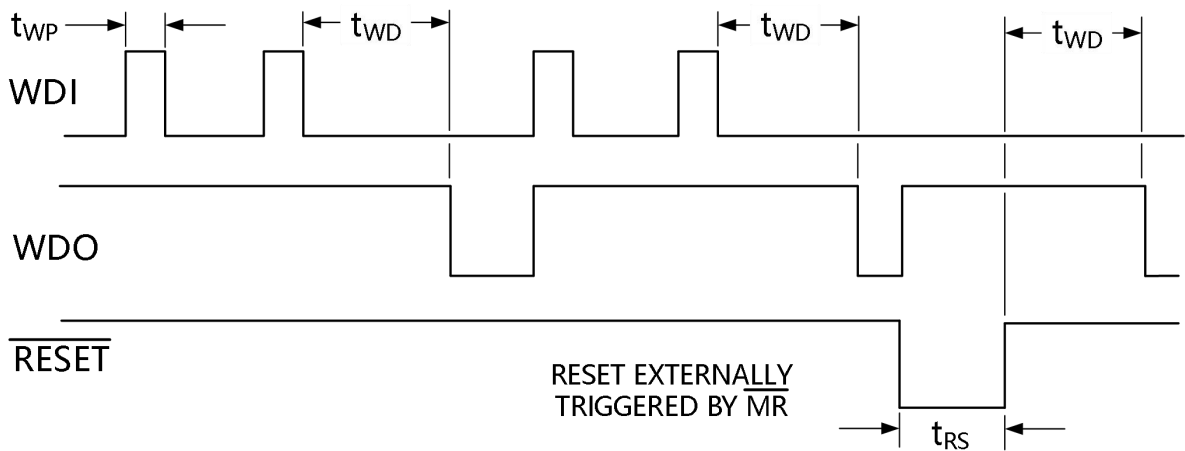 tWP
tWD
tWD
tWD
WDI
WDO
RESET
RESET EXTERNALLY
TRIGGERED BY MR
tRS